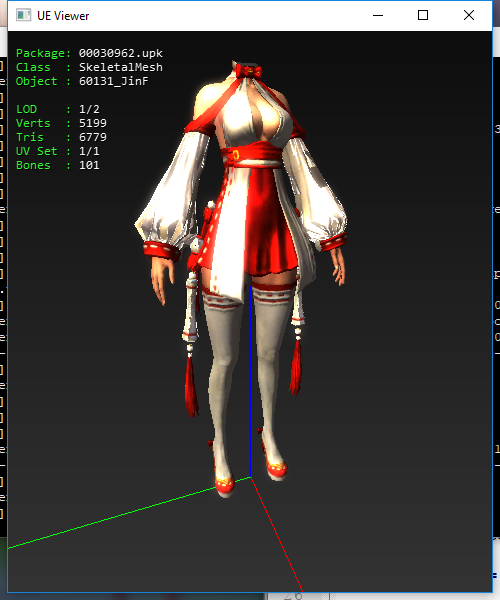 UE Viewer
Package: 00030962.upk
Class  : SkeletalMesh
Object : 60131_JinF
LOD    : 1/2
Verts  : 5199
Tris   : 6779
UV Set : 1/1
Bones  : 101